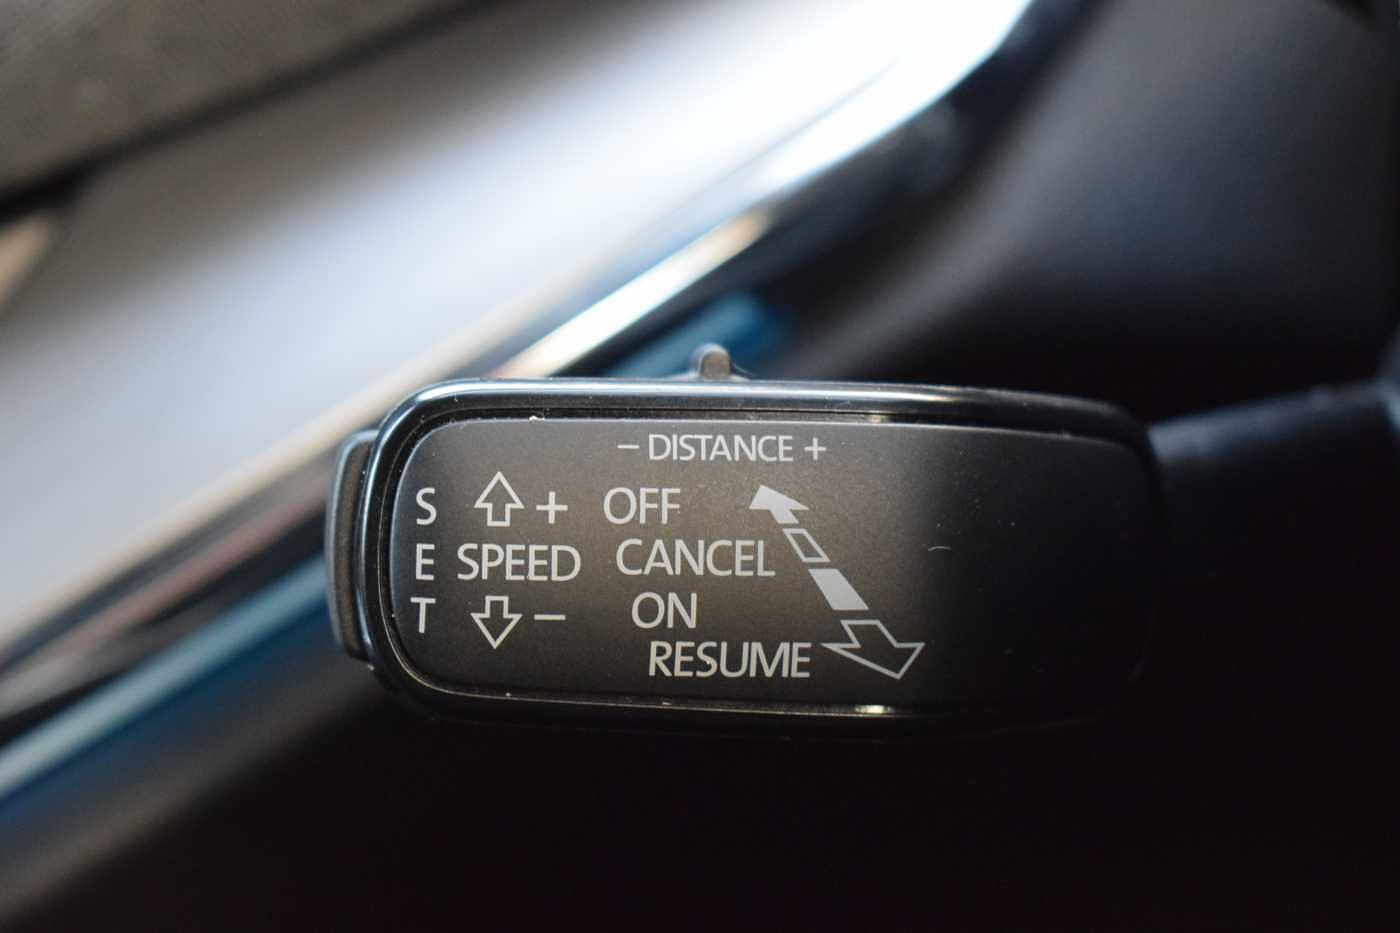 – DISTANCE +
S + OFF
E SPEED CANCEL
T – ON
RESUME